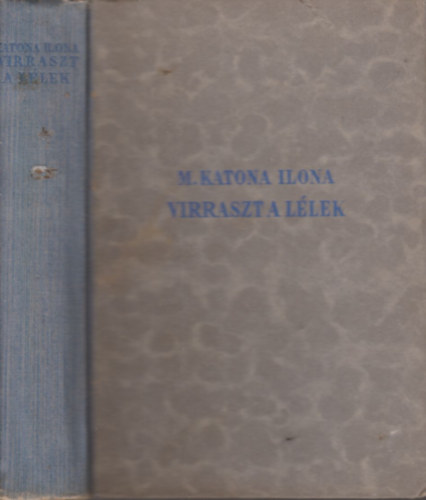 KATONA ILONA
VIRRASZT
A LÉLEK
M. KATONA ILONA
VIRRASZT A LÉLEK